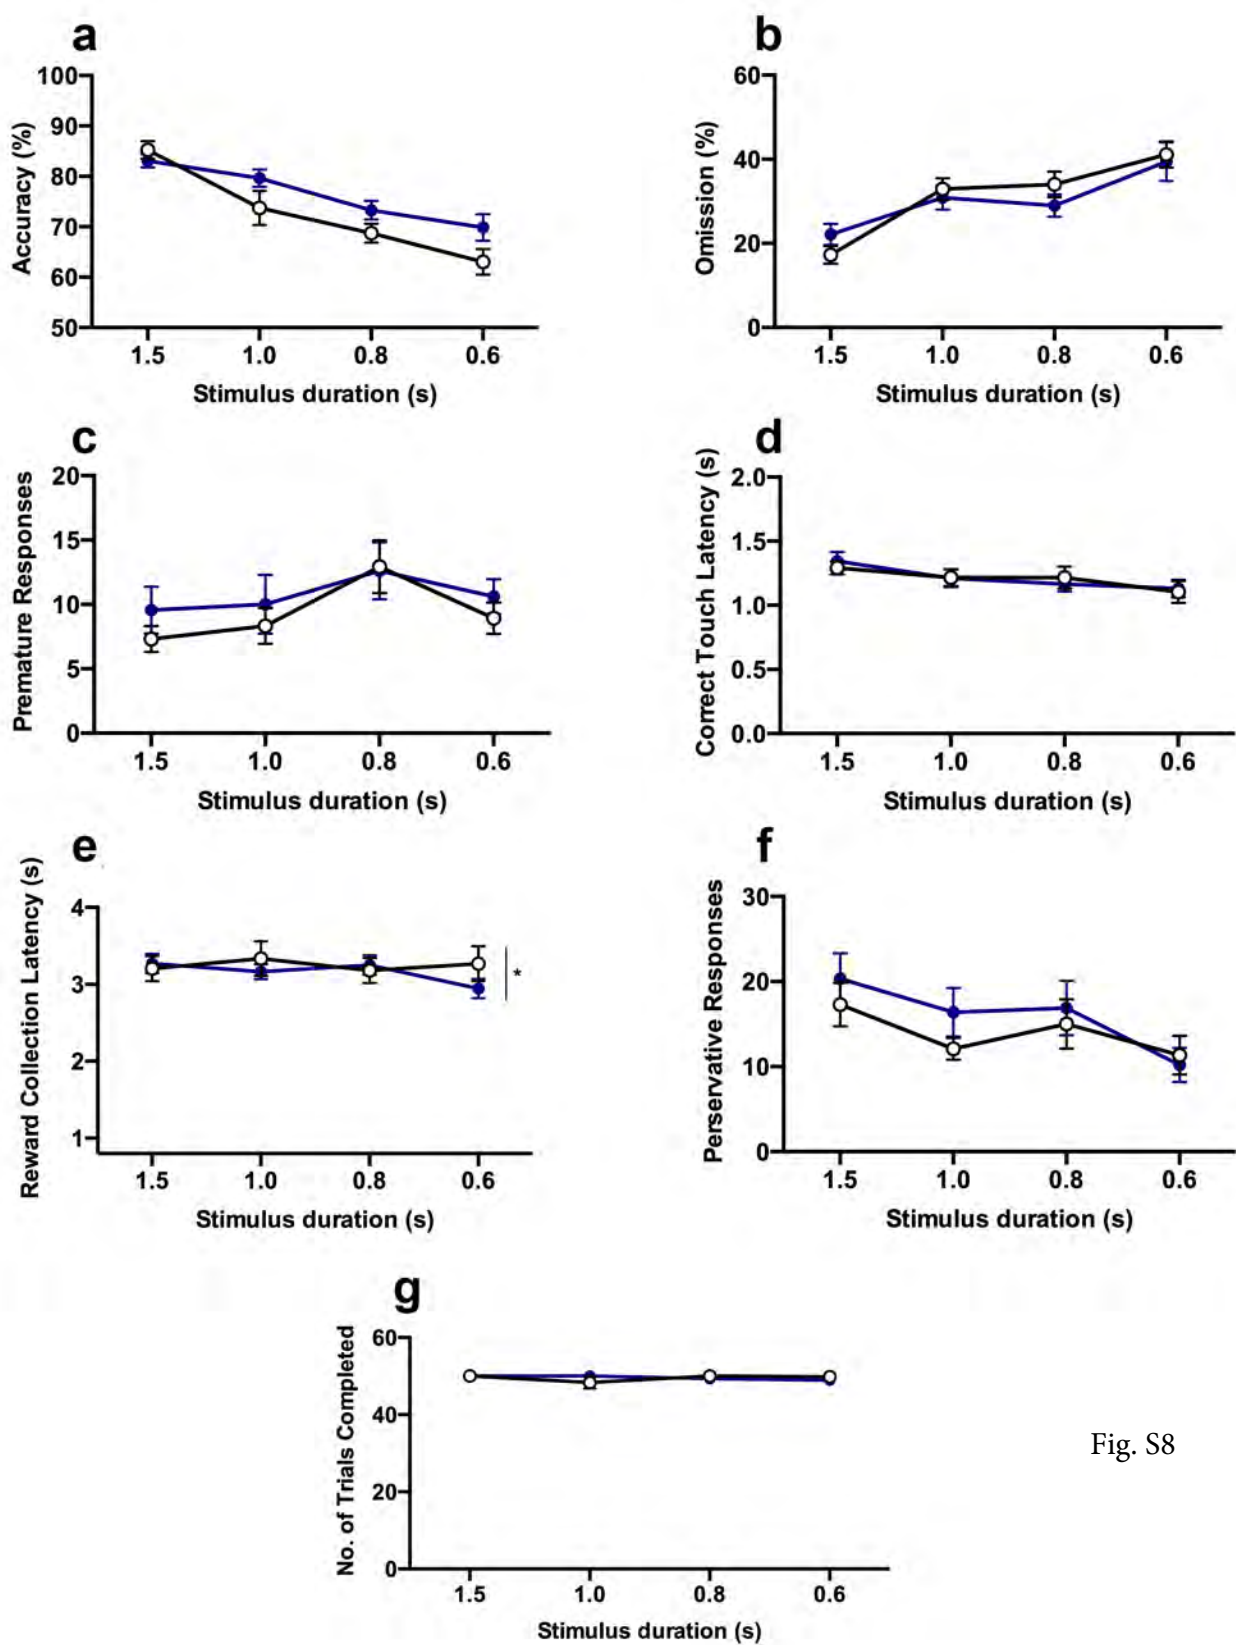 a
Accuracy (%)
100
90
80
70
60
50
1.5 1.0 0.8 0.6
Stimulus duration (s)
b
Omission (%)
60
40
20
0
1.5 1.0 0.8 0.6
Stimulus duration (s)
c
Premature Responses
20
15
10
5
0
1.5 1.0 0.8 0.6
Stimulus duration (s)
d
Correct Touch Latency (s)
2.0
1.5
1.0
0.5
0.0
1.5 1.0 0.8 0.6
Stimulus duration (s)
e
Reward Collection Latency (s)
4
3
2
1
*
1.5 1.0 0.8 0.6
Stimulus duration (s)
f
Perservative Responses
30
20
10
0
1.5 1.0 0.8 0.6
Stimulus duration (s)
g
No. of Trials Completed
60
40
20
0
1.5 1.0 0.8 0.6
Stimulus duration (s)
Fig. S8